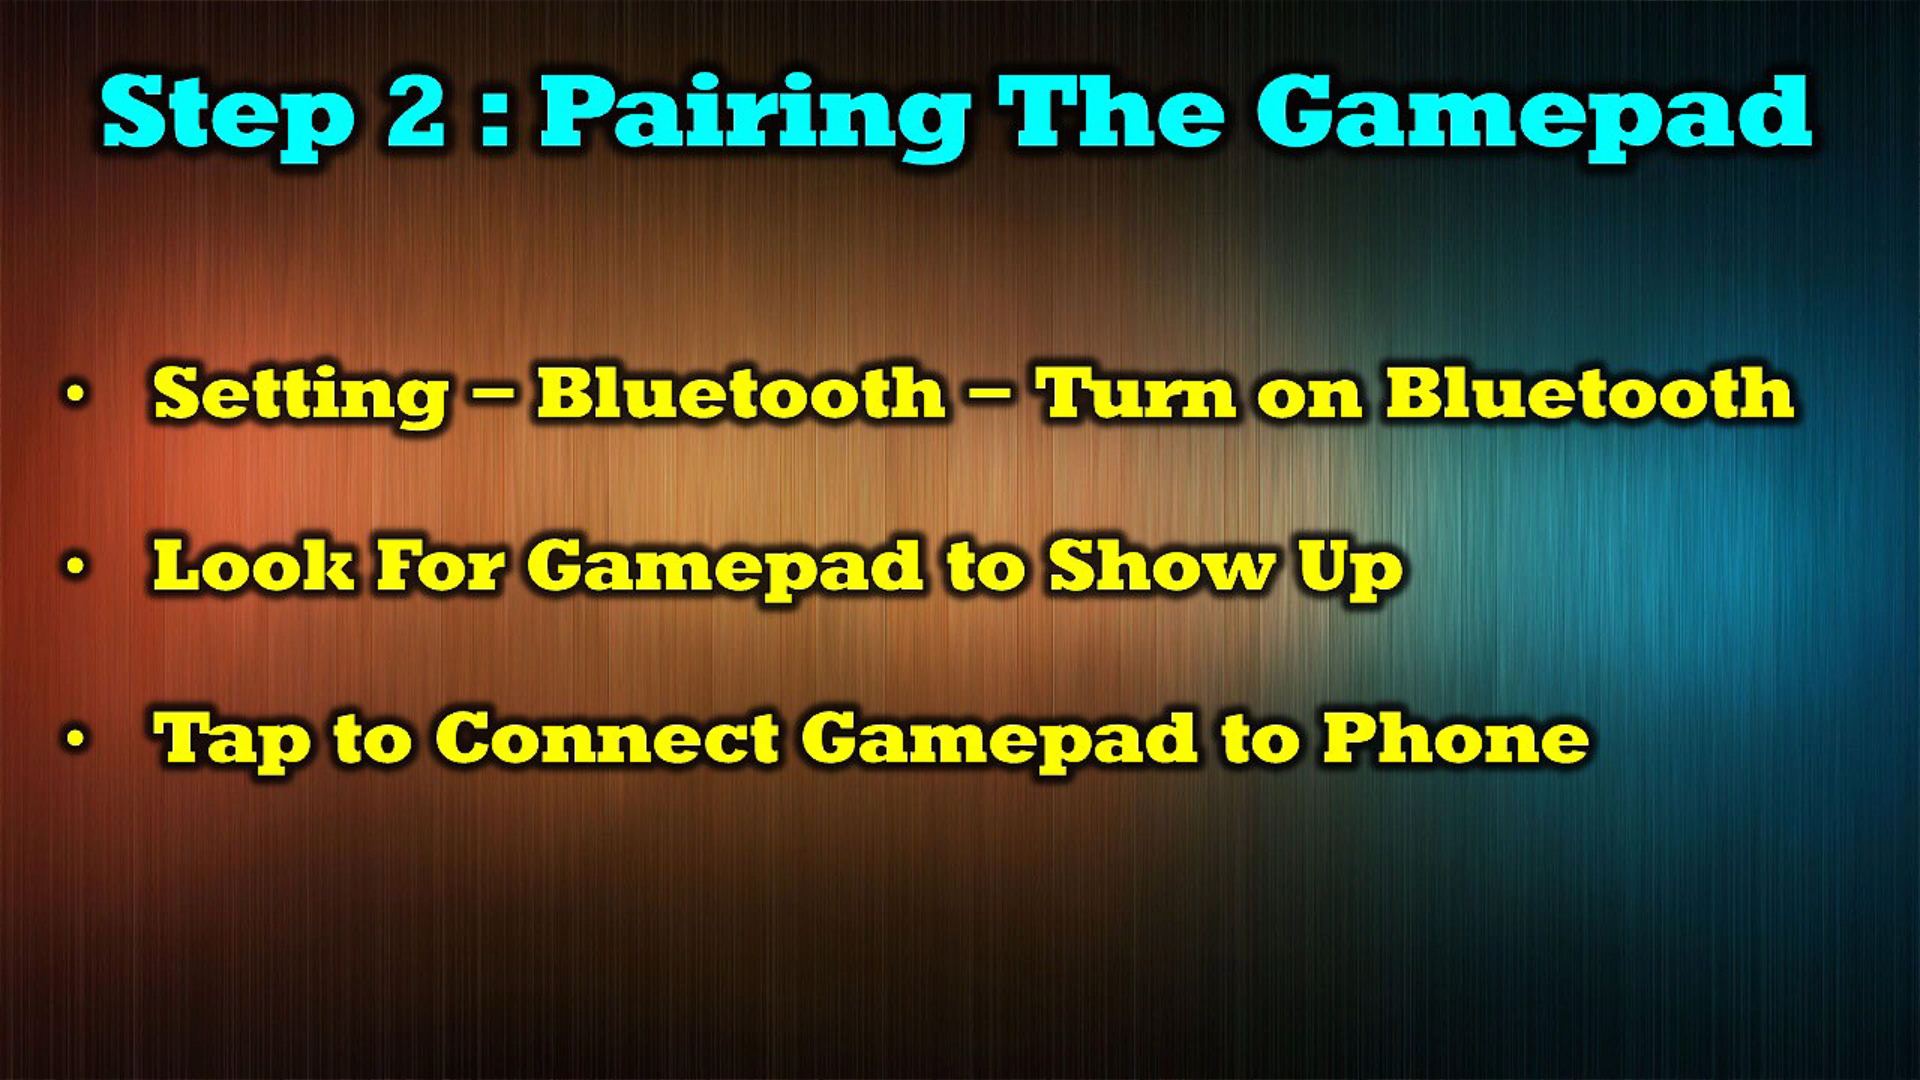 Step 2 : Pairing The Gamepad
• Setting – Bluetooth – Turn on Bluetooth
• Look For Gamepad to Show Up
• Tap to Connect Gamepad to Phone